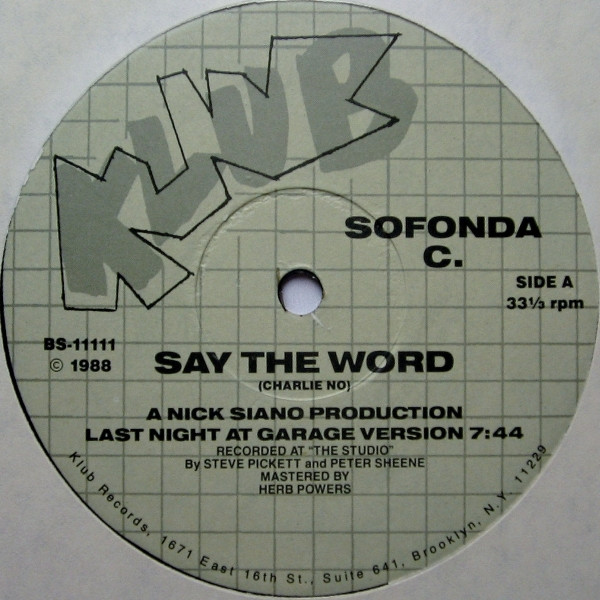 KLUB
SOFONDA
C.
SIDE A
33⅓ rpm
BS-11111
© 1988
SAY THE WORD
(CHARLIE NO)
A NICK SIANO PRODUCTION
LAST NIGHT AT GARAGE VERSION 7:44
RECORDED AT "THE STUDIO"
By STEVE PICKETT and PETER SHEENE
MASTERED BY
HERB POWERS
Klub Records, 1671 East 16th St., Suite 641, Brooklyn, N.Y. 11229